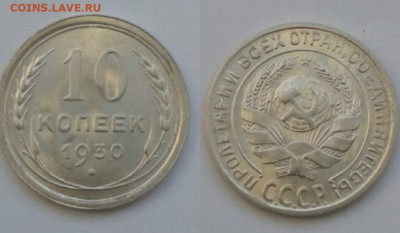 COINS.LAVE.RU
10
КОПЕЕК
1930
ПРОЛЕТАРИИ ВСЕХ СТРАН, СОЕДИНЯЙТЕСЬ!
С.С.С.Р.